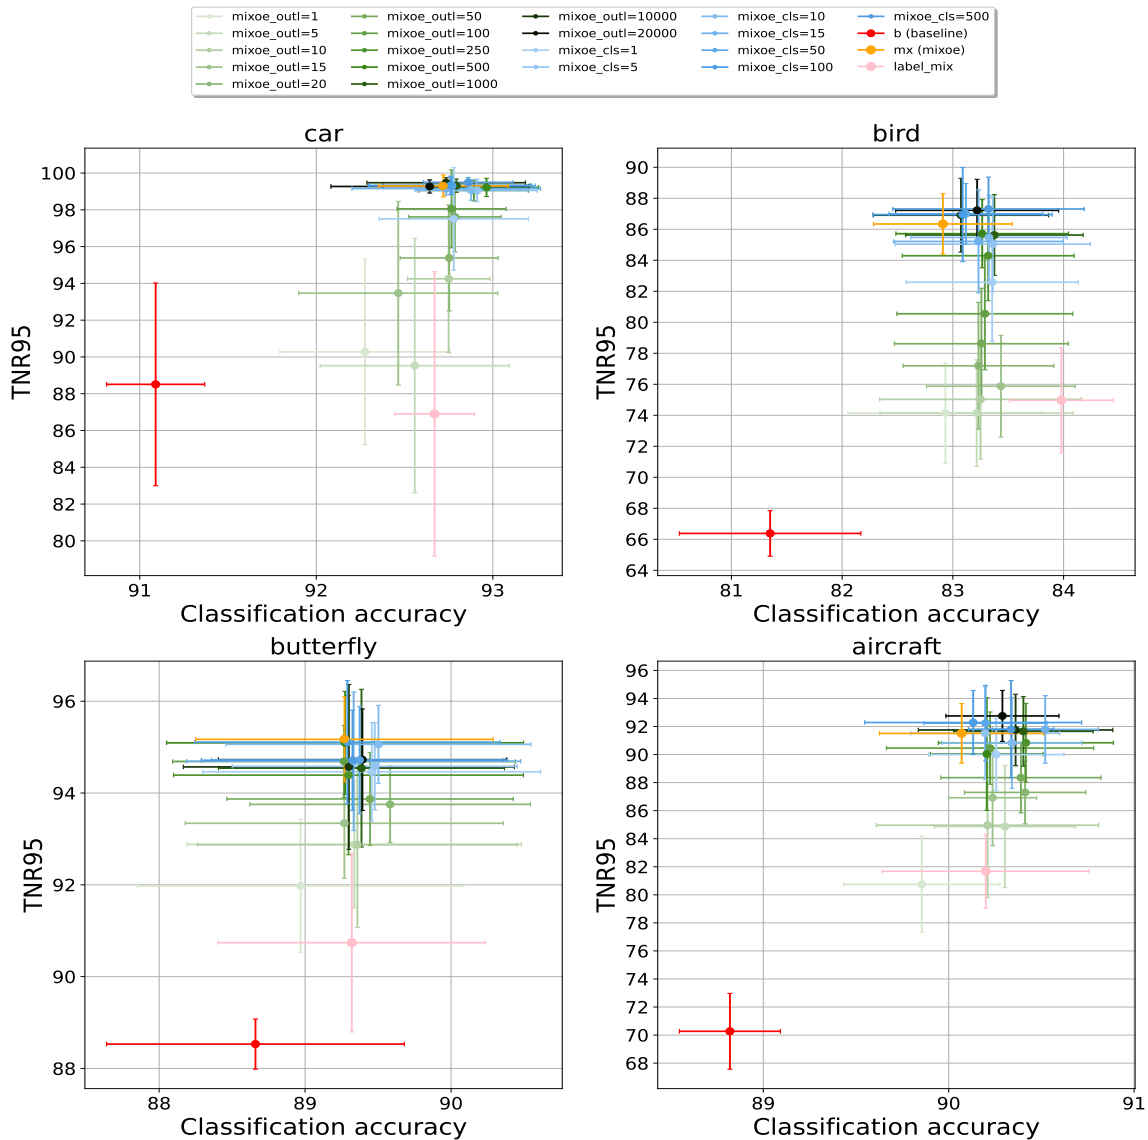 mixoe_outl=1 mixoe_outl=50 mixoe_outl=10000 mixoe_cls=10 mixoe_cls=500
mixoe_outl=5 mixoe_outl=100 mixoe_outl=20000 mixoe_cls=15 b (baseline)
mixoe_outl=10 mixoe_outl=250 mixoe_cls=1 mixoe_cls=50 mx (mixoe)
mixoe_outl=15 mixoe_outl=500 mixoe_cls=5 mixoe_cls=100 label_mix
mixoe_outl=20 mixoe_outl=1000
car
100
98
96
94
92
90
88
86
84
82
80
TNR95
91 92 93
Classification accuracy
bird
90
88
86
84
82
80
78
76
74
72
70
68
66
64
TNR95
81 82 83 84
Classification accuracy
butterfly
96
94
92
90
88
TNR95
88 89 90
Classification accuracy
aircraft
96
94
92
90
88
86
84
82
80
78
76
74
72
70
68
TNR95
89 90 91
Classification accuracy